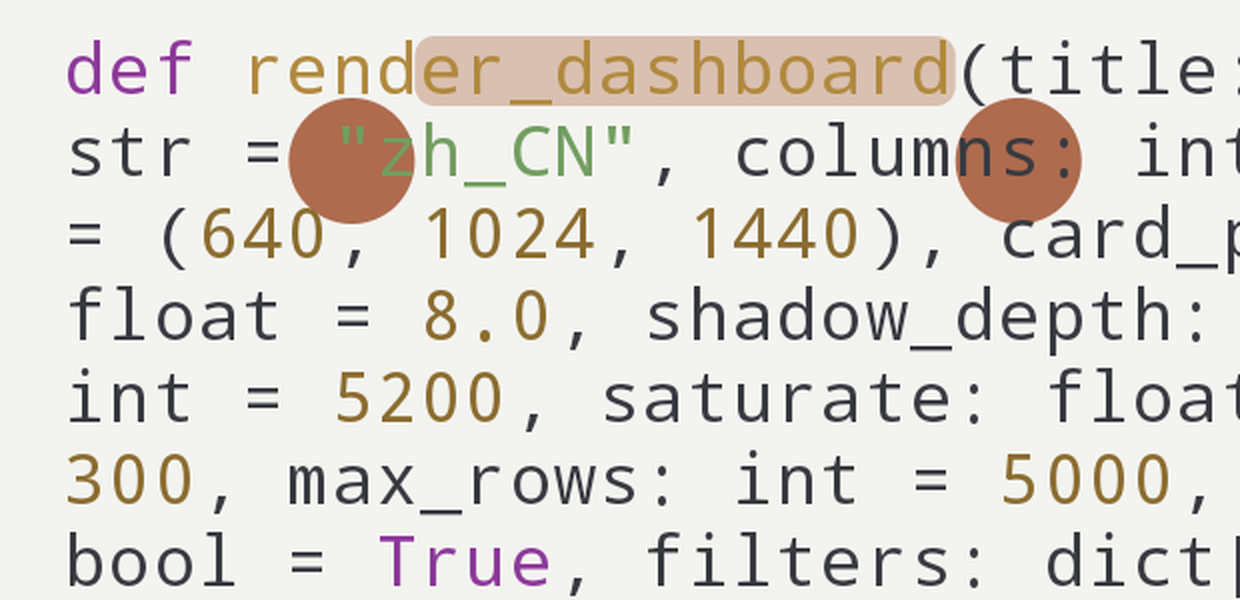 def render_dashboard(title:
str = "zh_CN", columns: int
= (640, 1024, 1440), card_p
float = 8.0, shadow_depth:
int = 5200, saturate: float
300, max_rows: int = 5000,
bool = True, filters: dict[